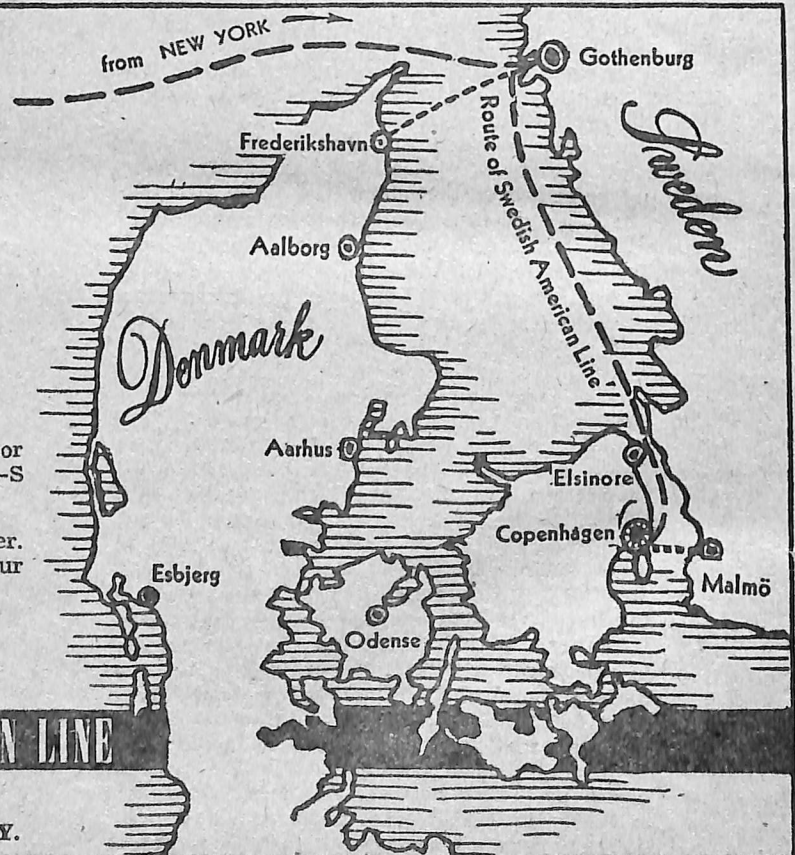 from NEW YORK
Gothenburg
Frederikshavn
Route of Swedish American Line
Sweden
Aalborg
Denmark
or
Aarhus
-S
Elsinore
Copenhagen
er.
ur
Esbjerg
Malmö
Odense
N LINE
Y.